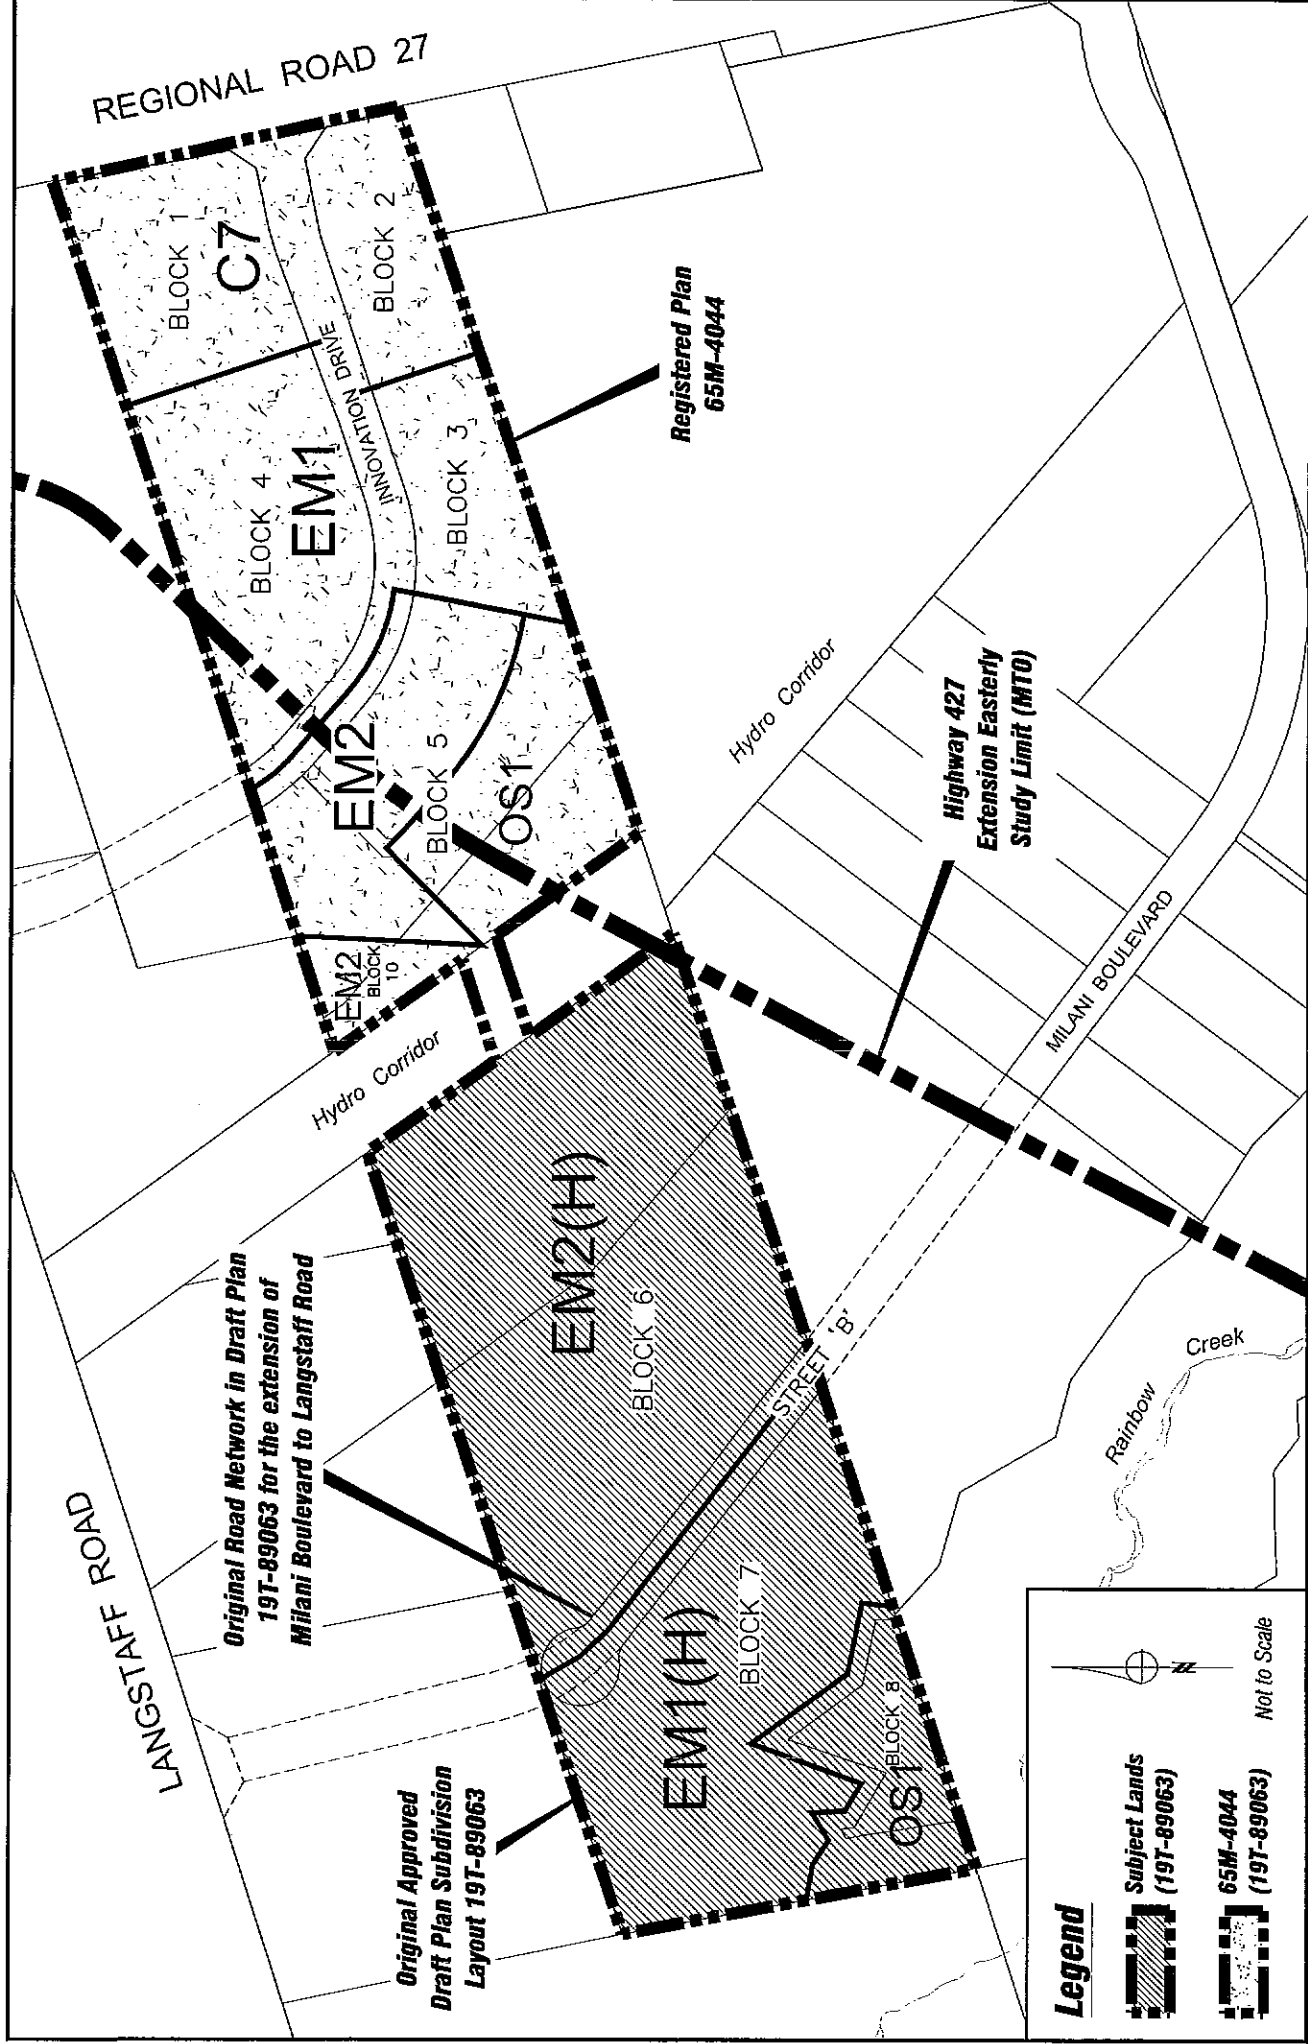 LANGSTAFF ROAD
REGIONAL ROAD 27
Original Road Network in Draft Plan
19T-89063 for the extension of
Milani Boulevard to Langstaff Road
Original Approved
Draft Plan Subdivision
Layout 19T-89063
Hydro Corridor
EM2
BLOCK
10
EM2
BLOCK 5
OS1
BLOCK 4
EM1
INNOVATION DRIVE
BLOCK 3
BLOCK 1
C7
BLOCK 2
Registered Plan
65M-4044
EM2(H)
BLOCK 6
STREET 'B'
EM1(H)
BLOCK 7
BLOCK 8
OS1
Hydro Corridor
Highway 427
Extension Easterly
Study Limit (MTO)
MILANI BOULEVARD
Rainbow
Creek
Legend
Subject Lands
(19T-89063)
65M-4044
(19T-89063)
N
Not to Scale